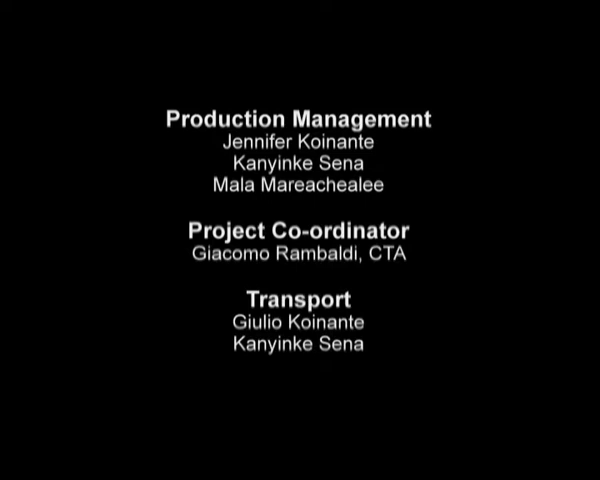 Production Management
Jennifer Koinante
Kanyinke Sena
Mala Mareachealee
Project Co-ordinator
Giacomo Rambaldi, CTA
Transport
Giulio Koinante
Kanyinke Sena